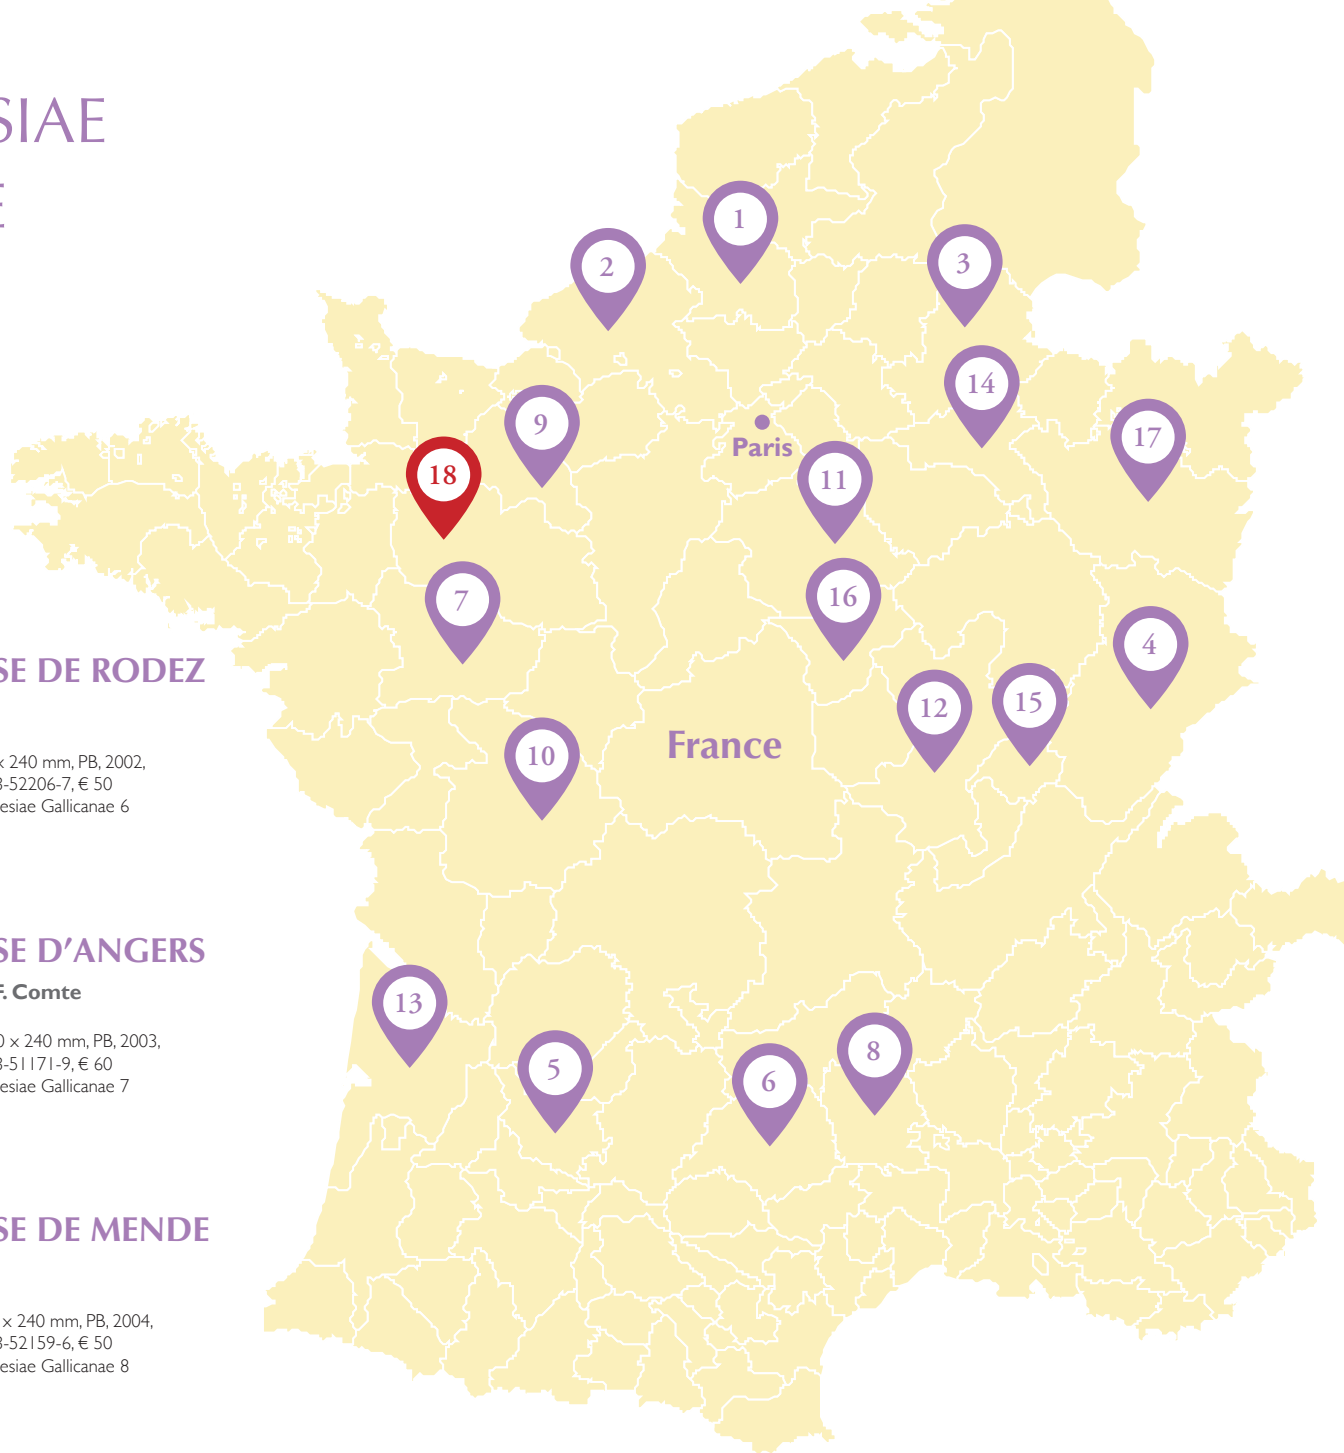 SIAE
E
SE DE RODEZ
x 240 mm, PB, 2002,
3-52206-7, € 50
esiae Gallicanae 6
SE D'ANGERS
F. Comte
0 x 240 mm, PB, 2003,
3-51171-9, € 60
esiae Gallicanae 7
SE DE MENDE
x 240 mm, PB, 2004,
3-52159-6, € 50
esiae Gallicanae 8
1
2
3
14
9
Paris
17
18
11
7
16
4
12
15
10
France
13
5
6
8